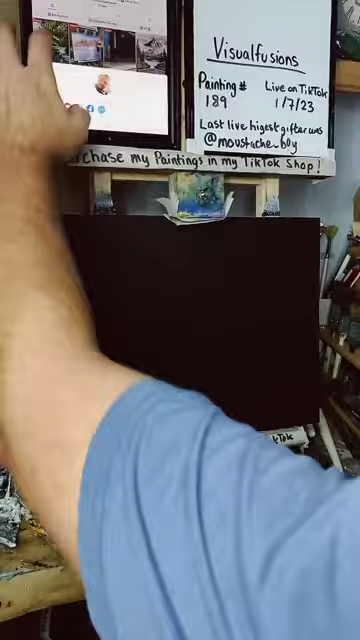 Visualfusions
Painting# Live on TikTok
189 1/7/23
Last live higest gifter was
@moustache_boy
rchase my Paintings in my TikTok Shop!
kTok